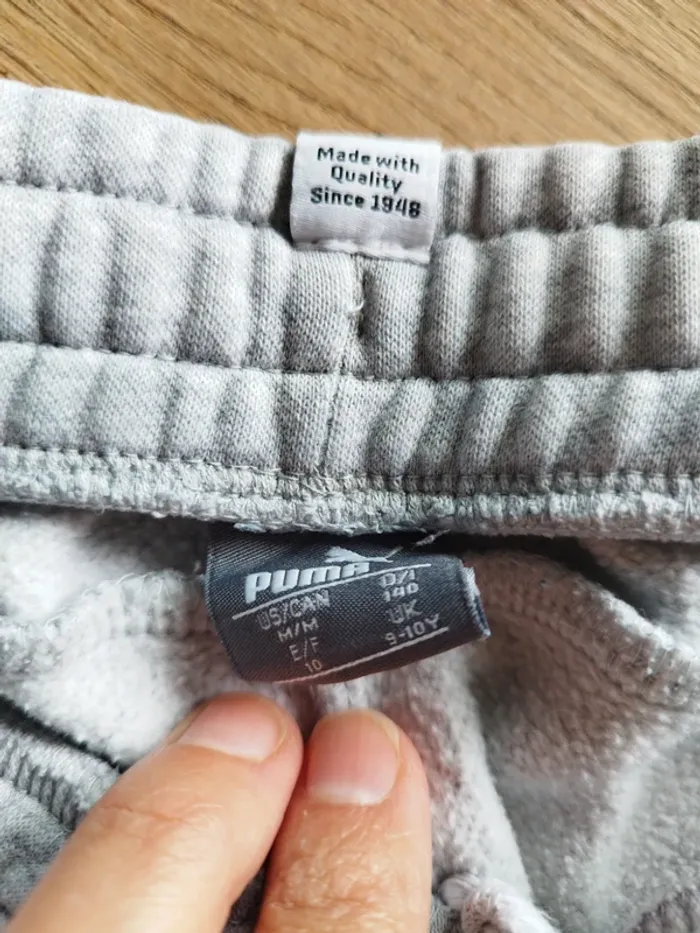 Made with
Quality
Since 1948
PUMA
US/CAN
M/M
E/F
10
D/I
140
UK
9-10Y